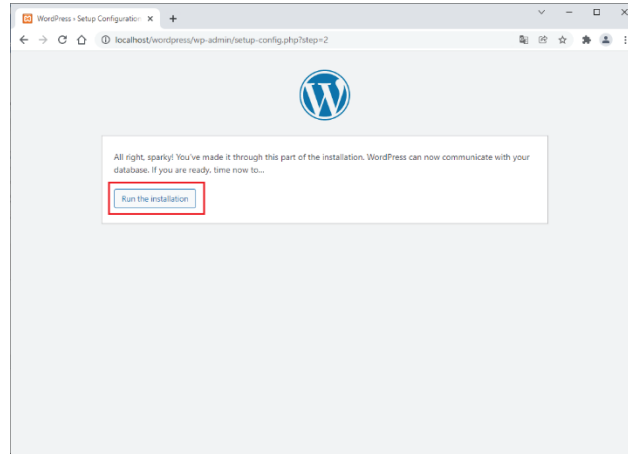 WordPress › Setup Configuration
localhost/wordpress/wp-admin/setup-config.php?step=2
All right, sparky! You've made it through this part of the installation. WordPress can now communicate with your
database. If you are ready, time now to...
Run the installation